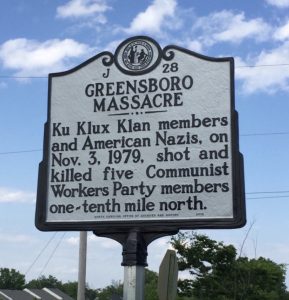 J 28
GREENSBORO
MASSACRE
Ku Klux Klan members
and American Nazis, on
Nov. 3, 1979, shot and
killed five Communist
Workers Party members
one-tenth mile north.